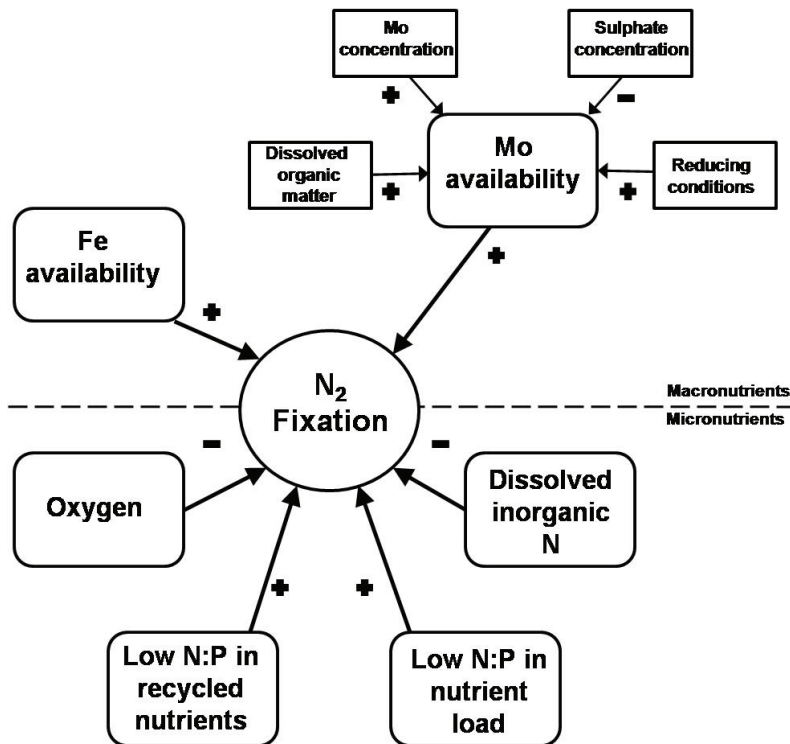 Mo
concentration
Sulphate
concentration
+
-
Dissolved
organic
matter
+
Mo
availability
Reducing
conditions
+
Fe
availability
+
+
N₂
Fixation
Macronutrients
Micronutrients
-
-
Oxygen
Dissolved
inorganic
N
+
+
Low N:P in
recycled
nutrients
Low N:P in
nutrient
load